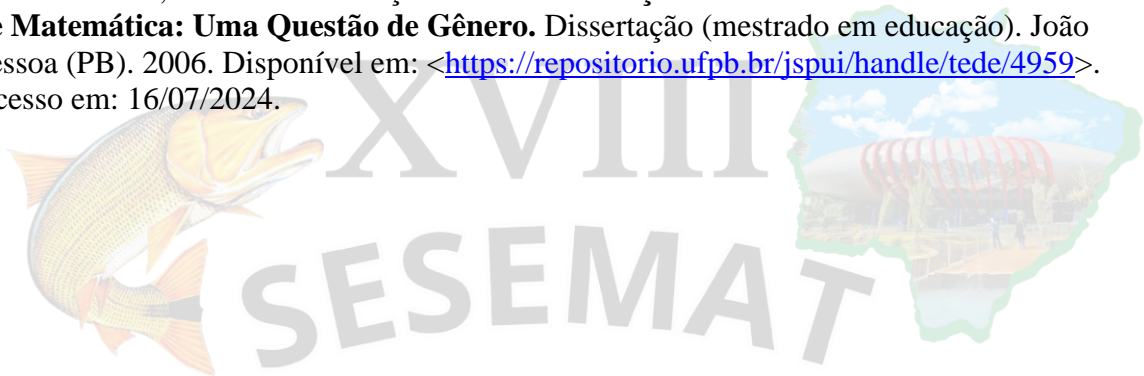 e Matemática: Uma Questão de Gênero. Dissertação (mestrado em educação). João
essoa (PB). 2006. Disponível em: <https://repositorio.ufpb.br/jspui/handle/tede/4959>.
cesso em: 16/07/2024.
XVIII
SESEMAT